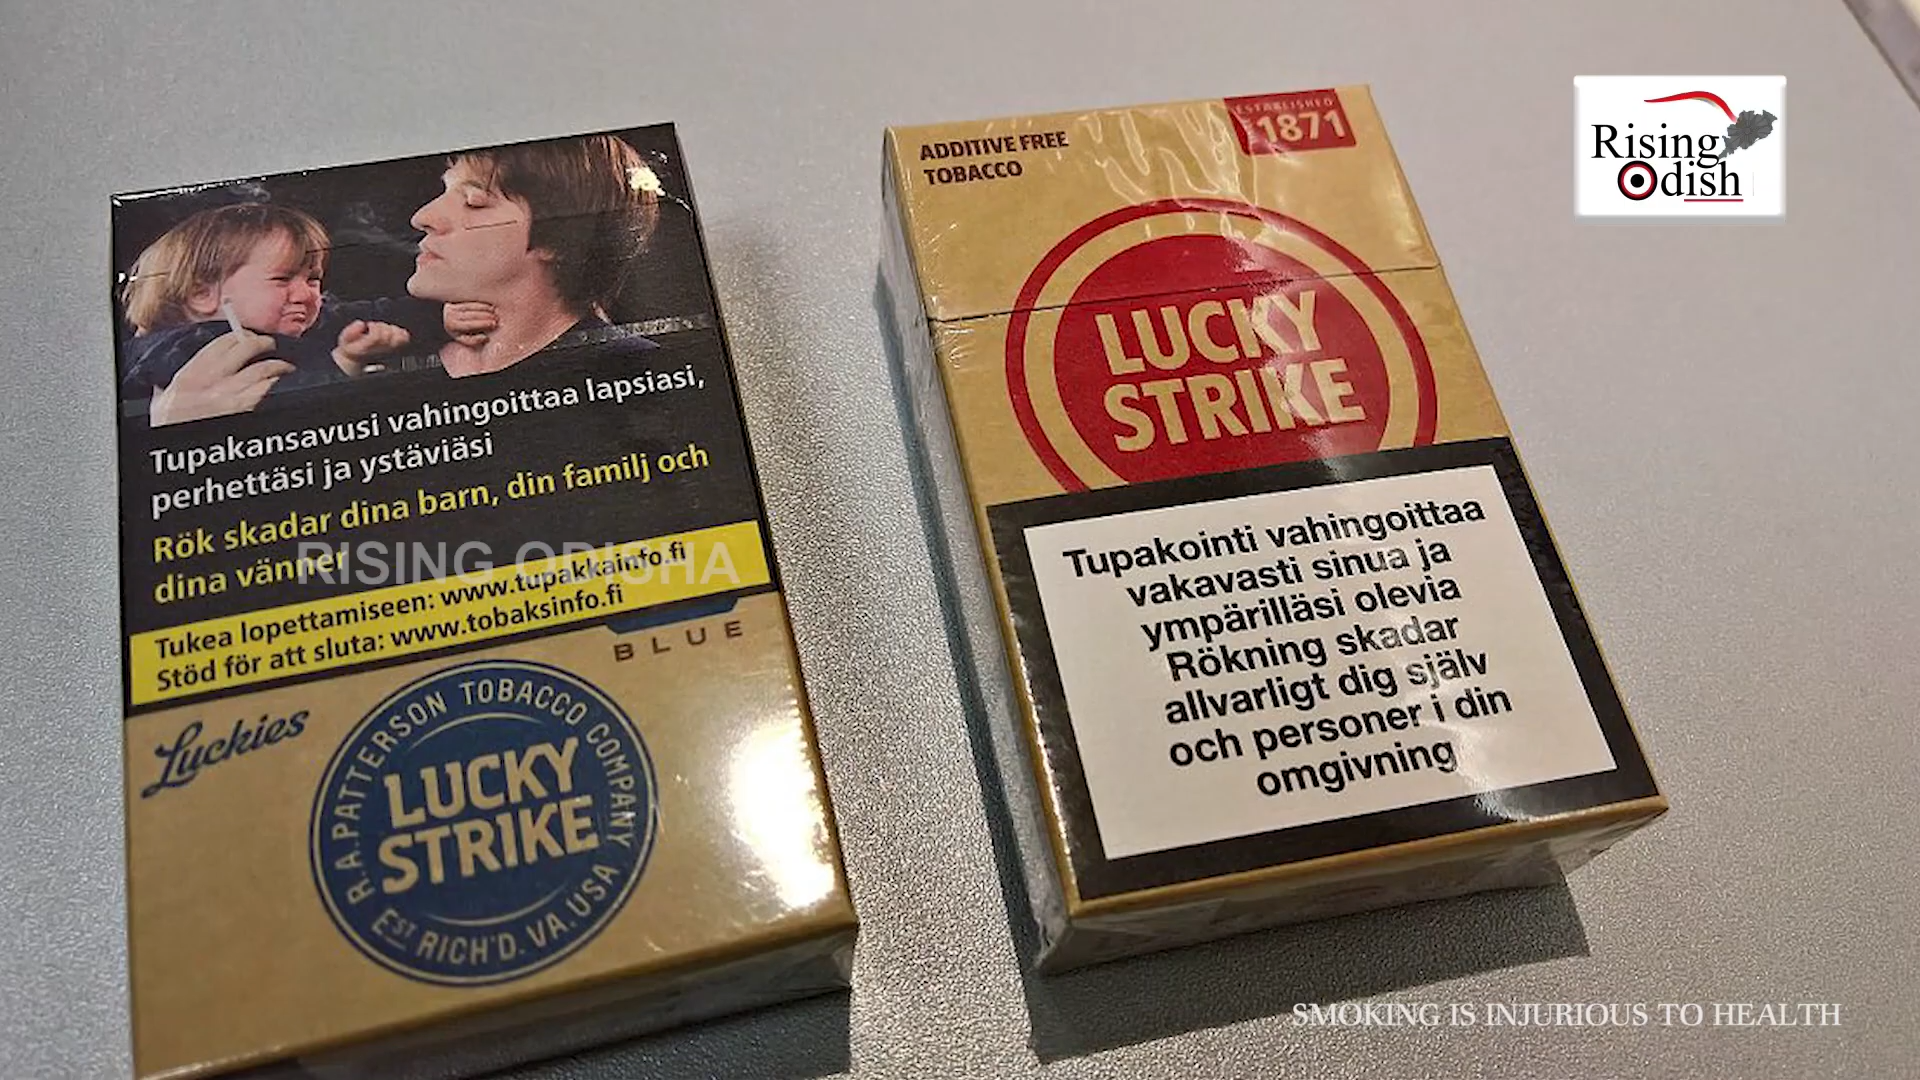 Tupakansavusi vahingoittaa lapsiasi,
perhettäsi ja ystäviäsi
Rök skadar dina barn, din familj och
dina vänner
RISING ODISHA
Tukea lopettamiseen: www.tupakkainfo.fi
Stöd för att sluta: www.tobaksinfo.fi
BLUE
Luckies
R.A.PATTERSON TOBACCO COMPANY
LUCKY
STRIKE
EST RICH'D. VA. USA
ADDITIVE FREE
TOBACCO
ESTABLISHED
1871
LUCKY
STRIKE
Tupakointi vahingoittaa
vakavasti sinua ja
ympärilläsi olevia
Rökning skadar
allvarligt dig själv
och personer i din
omgivning
Rising
Odish
SMOKING IS INJURIOUS TO HEALTH